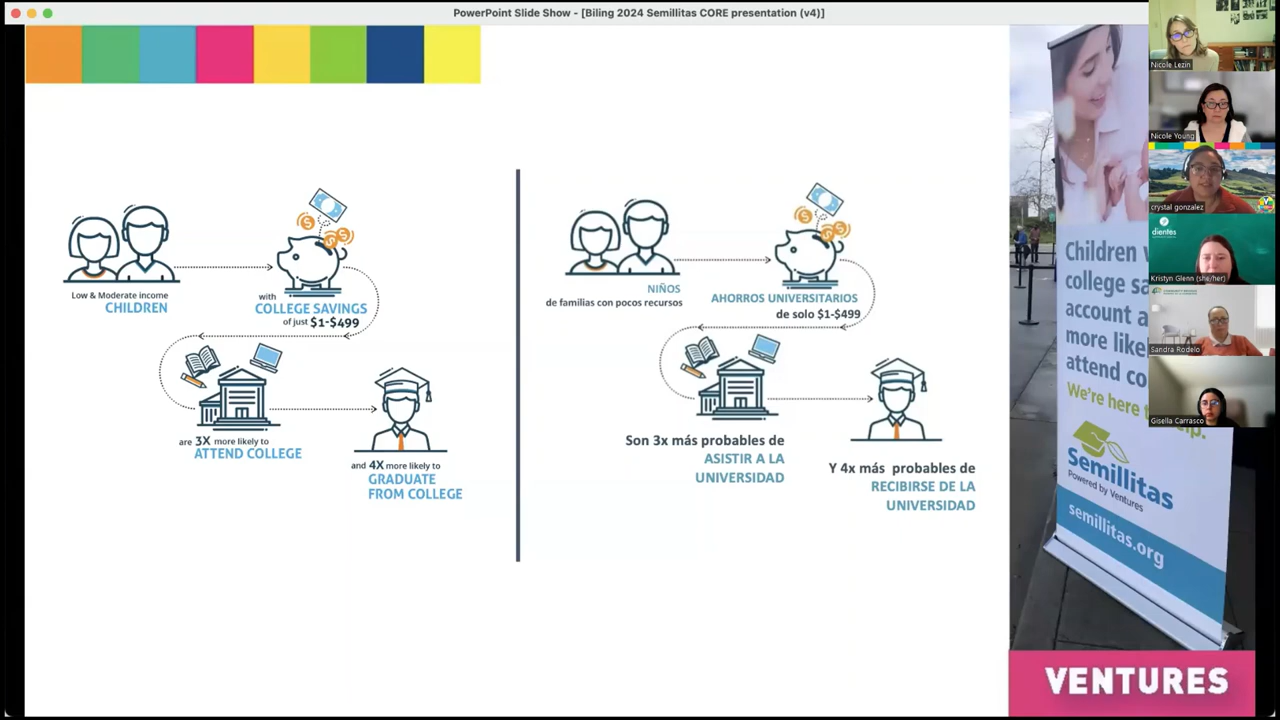 PowerPoint Slide Show - [Biling 2024 Semillitas CORE presentation (v4)]
Low & Moderate income
CHILDREN
with
COLLEGE SAVINGS
of just $1-$499
are 3X more likely to
ATTEND COLLEGE
and 4X more likely to
GRADUATE
FROM COLLEGE
NIÑOS
de familias con pocos recursos
AHORROS UNIVERSITARIOS
de solo $1-$499
Son 3x más probables de
ASISTIR A LA
UNIVERSIDAD
Y 4x más probables de
RECIBIRSE DE LA
UNIVERSIDAD
Children
college
account a
more
attend
We're here
Semillitas
Powered by Ventures
semillitas.org
VENTURES
Nicole Lezin
Nicole Young
crystal gonzalez
dientes
Kristyn Glenn (she/her)
Sandra Rodelo
Gisella Carrasco